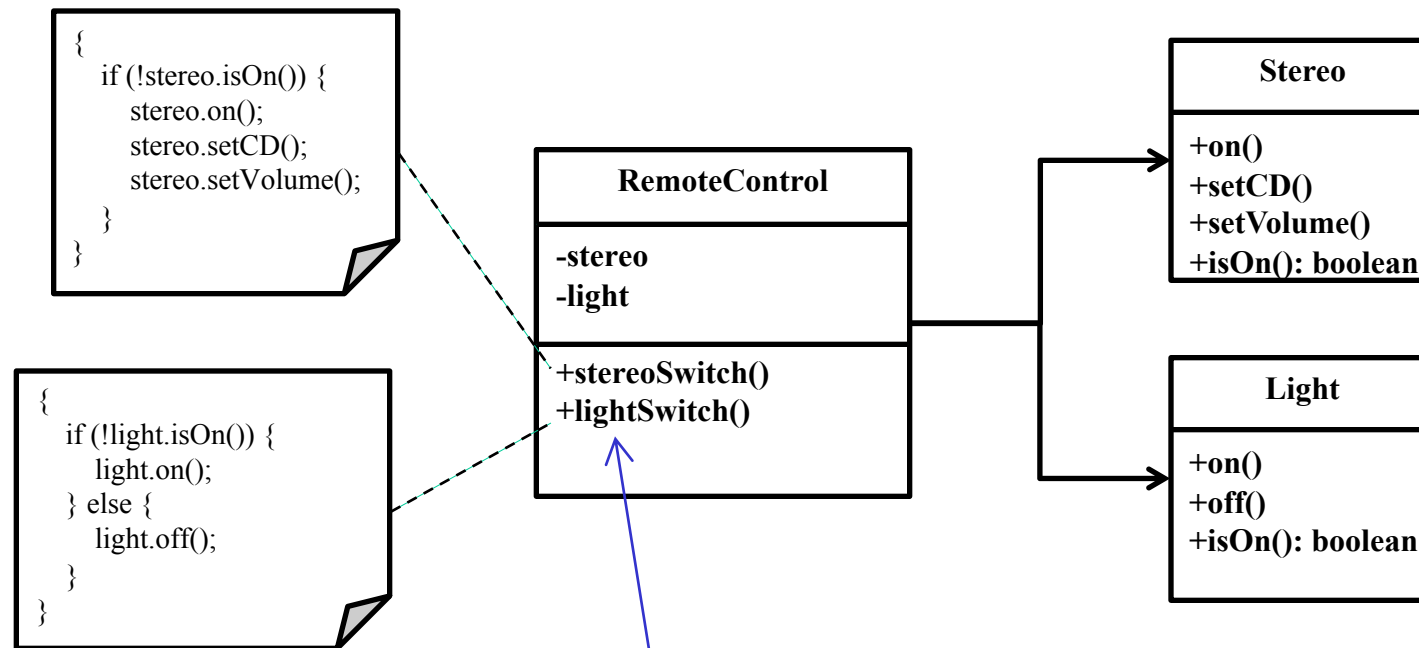 {
if (!stereo.isOn()) {
stereo.on();
stereo.setCD();
stereo.setVolume();
}
}
{
if (!light.isOn()) {
light.on();
} else {
light.off();
}
}
RemoteControl
-stereo
-light
+stereoSwitch()
+lightSwitch()
Stereo
+on()
+setCD()
+setVolume()
+isOn(): boolean
Light
+on()
+off()
+isOn(): boolean